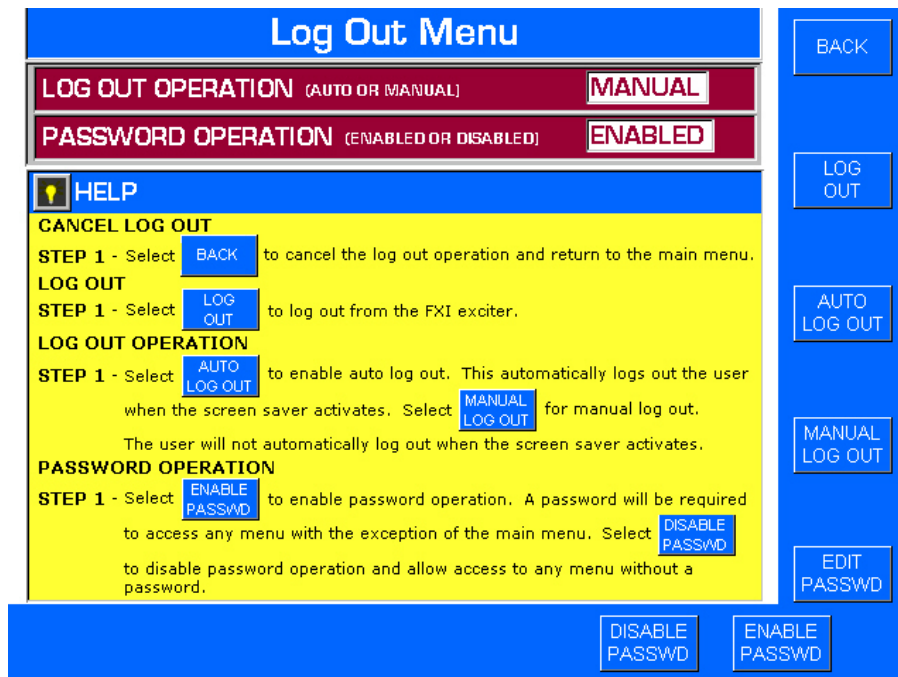 Log Out Menu
BACK
LOG OUT OPERATION (AUTO OR MANUAL) MANUAL
PASSWORD OPERATION (ENABLED OR DISABLED) ENABLED
LOG
OUT
HELP
CANCEL LOG OUT
STEP 1 - Select BACK to cancel the log out operation and return to the main menu.
LOG OUT
STEP 1 - Select LOG OUT to log out from the FXI exciter.
AUTO
LOG OUT
LOG OUT OPERATION
STEP 1 - Select AUTO LOG OUT to enable auto log out. This automatically logs out the user
when the screen saver activates. Select MANUAL LOG OUT for manual log out.
The user will not automatically log out when the screen saver activates.
MANUAL
LOG OUT
PASSWORD OPERATION
STEP 1 - Select ENABLE PASSWD to enable password operation. A password will be required
to access any menu with the exception of the main menu. Select DISABLE PASSWD
to disable password operation and allow access to any menu without a
password.
EDIT
PASSWD
DISABLE
PASSWD
ENABLE
PASSWD